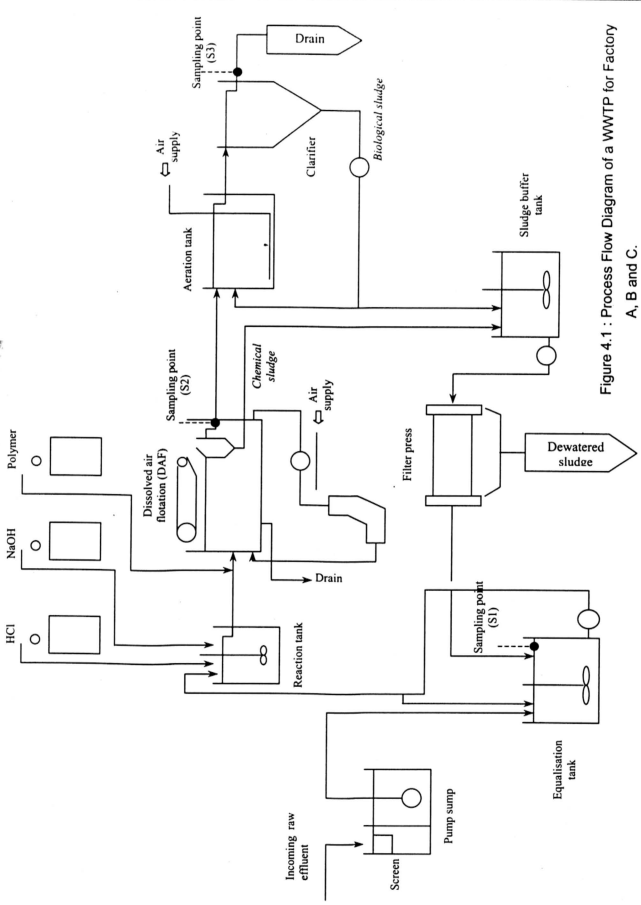 HCl
NaOH
Polymer
Dissolved air
flotation (DAF)
Sampling point
(S2)
Aeration tank
Air
supply
Sampling point
(S3)
Drain
Clarifier
Biological sludge
Chemical
sludge
Air
supply
Reaction tank
Drain
Incoming raw
effluent
Screen
Pump sump
Equalisation
tank
Sampling point
(S1)
Filter press
Dewatered
sludge
Sludge buffer
tank
Figure 4.1 : Process Flow Diagram of a WWTP for Factory
A, B and C.